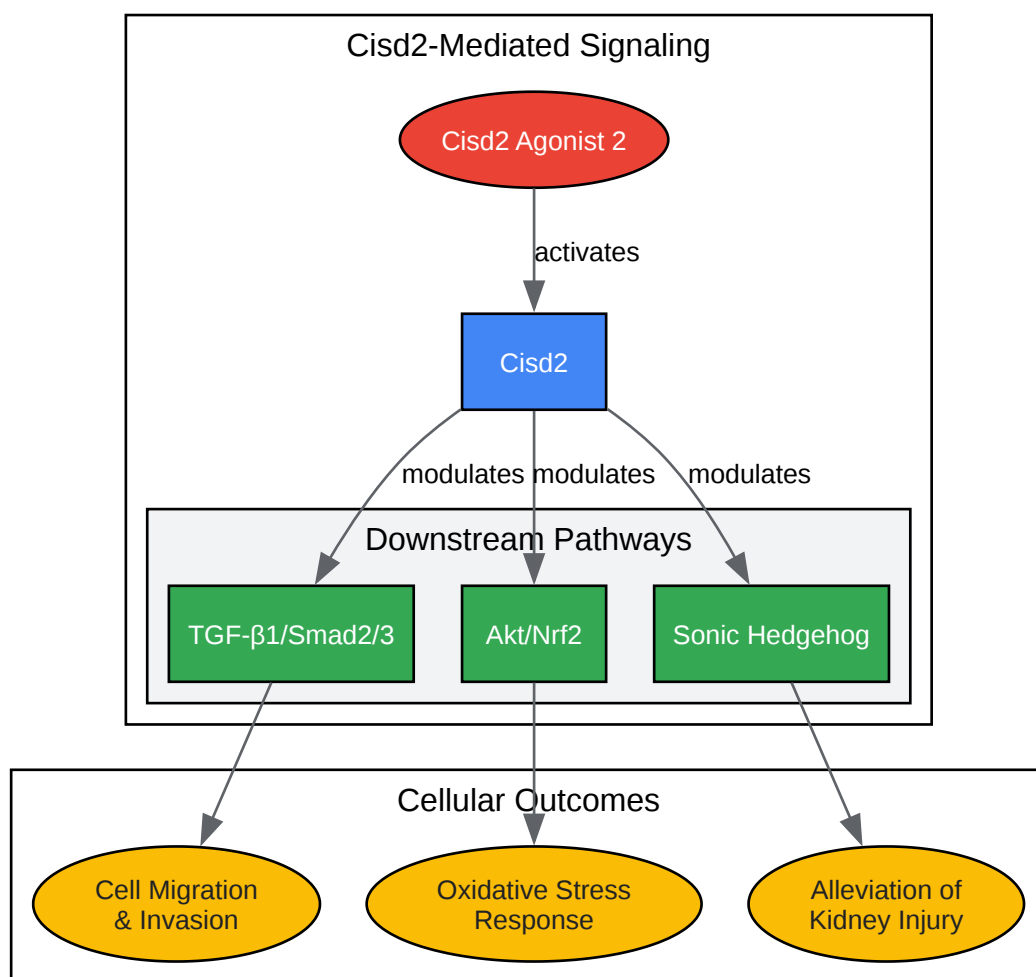 Cisd2-Mediated Signaling
Cisd2 Agonist 2
activates
Cisd2
modulates
modulates
modulates
Downstream Pathways
TGF-β1/Smad2/3
Akt/Nrf2
Sonic Hedgehog
Cellular Outcomes
Cell Migration
& Invasion
Oxidative Stress
Response
Alleviation of
Kidney Injury